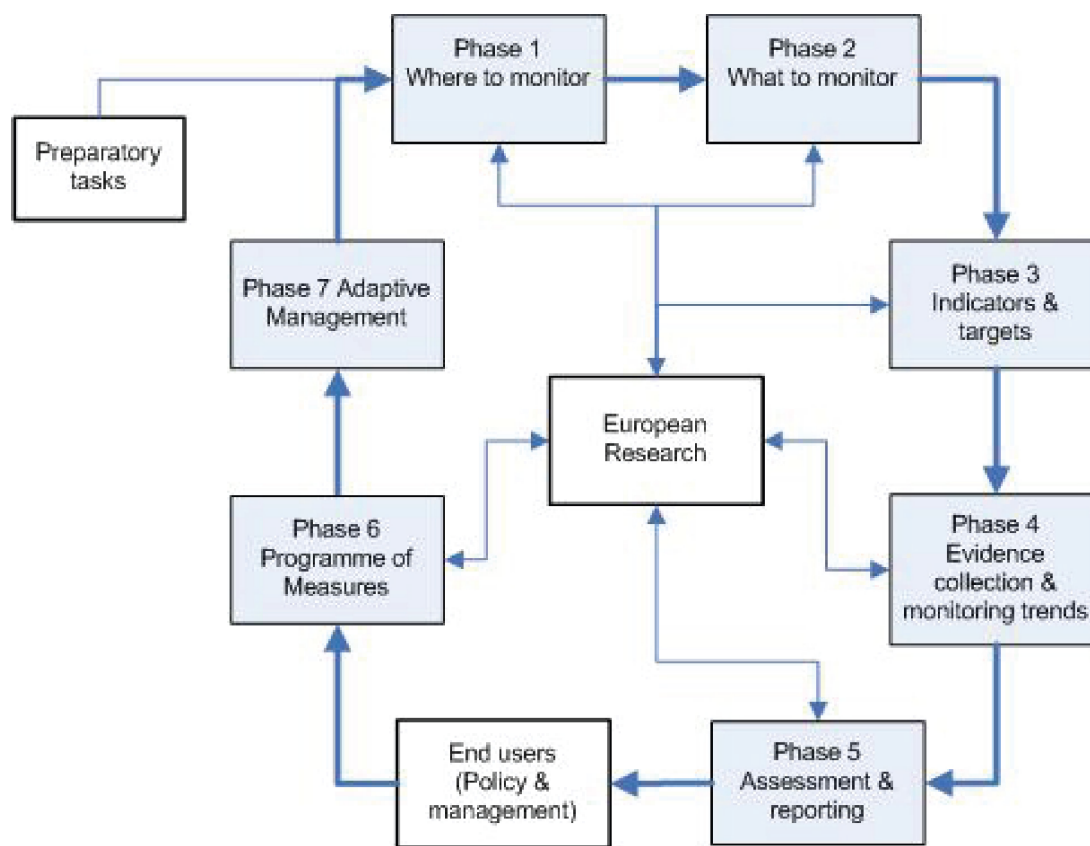 Phase 1
Where to monitor
Phase 2
What to monitor
Preparatory
tasks
Phase 7 Adaptive
Management
Phase 3
Indicators &
targets
European
Research
Phase 6
Programme of
Measures
Phase 4
Evidence
collection &
monitoring trends
End users
(Policy &
management)
Phase 5
Assessment &
reporting